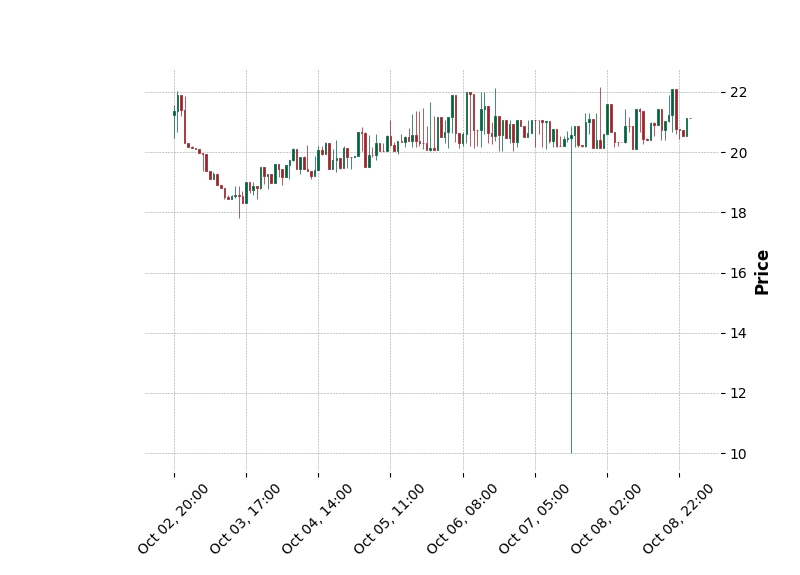 22
20
18
16
14
12
10
Price
Oct 02, 20:00
Oct 03, 17:00
Oct 04, 14:00
Oct 05, 11:00
Oct 06, 08:00
Oct 07, 05:00
Oct 08, 02:00
Oct 08, 22:00